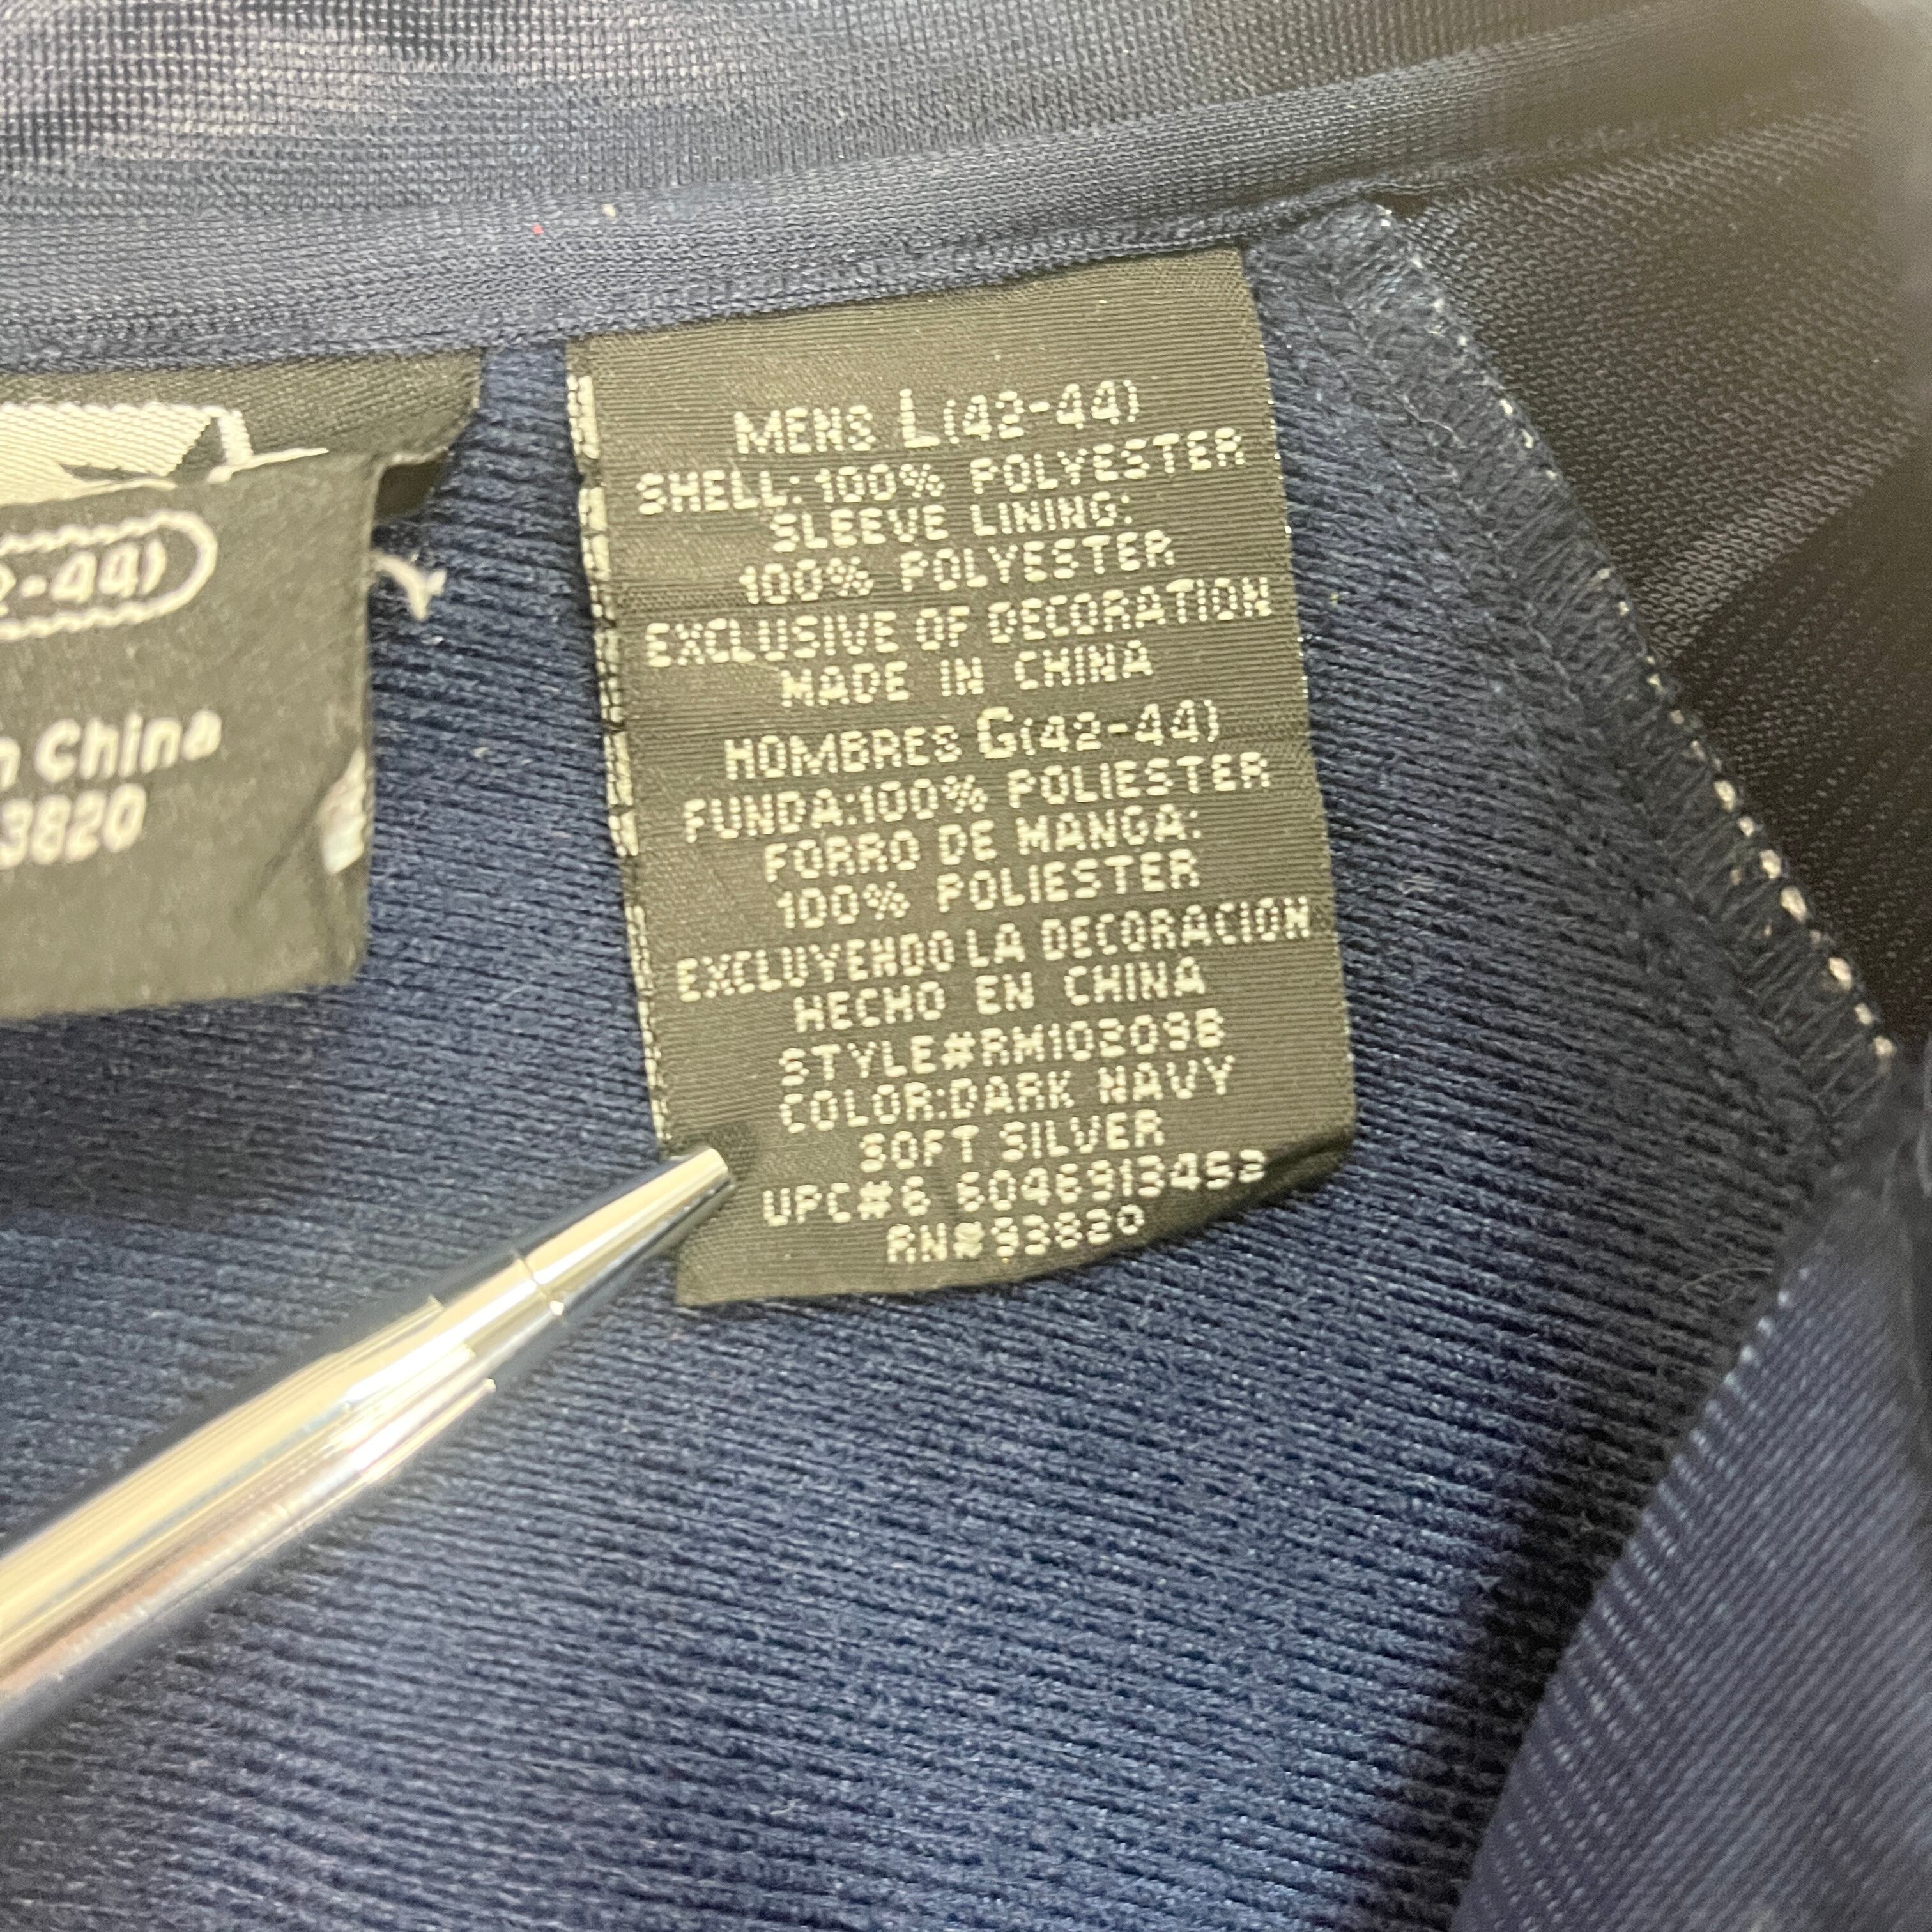 MENS L(42-44)
SHELL: 100% POLYESTER
SLEEVE LINING:
100% POLYESTER
EXCLUSIVE OF DECORATION
MADE IN CHINA
HOMBRES G(42-44)
FUNDA:100% POLIESTER
FORRO DE MANGA:
100% POLIESTER
EXCLUYENDO LA DECORACION
HECHO EN CHINA
STYLE#RM10209B
COLOR:DARK NAVY
SOFT SILVER
UPC#6
RN#93820
2-44)
n China
3820